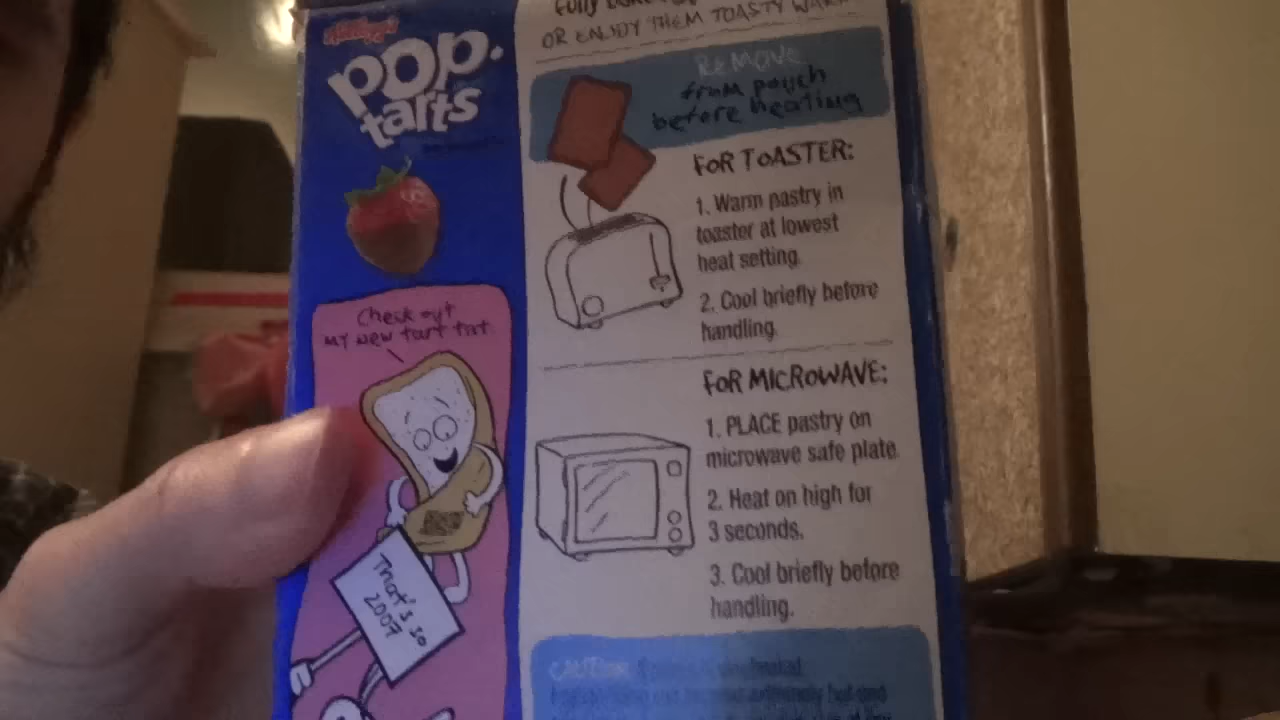 Kellogg's
POP.
tarts
Check out
MY NEW tart tat.
That's so
2007
OR ENJOY THEM TOASTY WARM
REMOVE
from pouch
before heating
FOR TOASTER:
1. Warm pastry in
toaster at lowest
heat setting.
2. Cool briefly before
handling.
FOR MICROWAVE:
1. PLACE pastry on
microwave safe plate.
2. Heat on high for
3 seconds.
3. Cool briefly before
handling.
CAUTION: